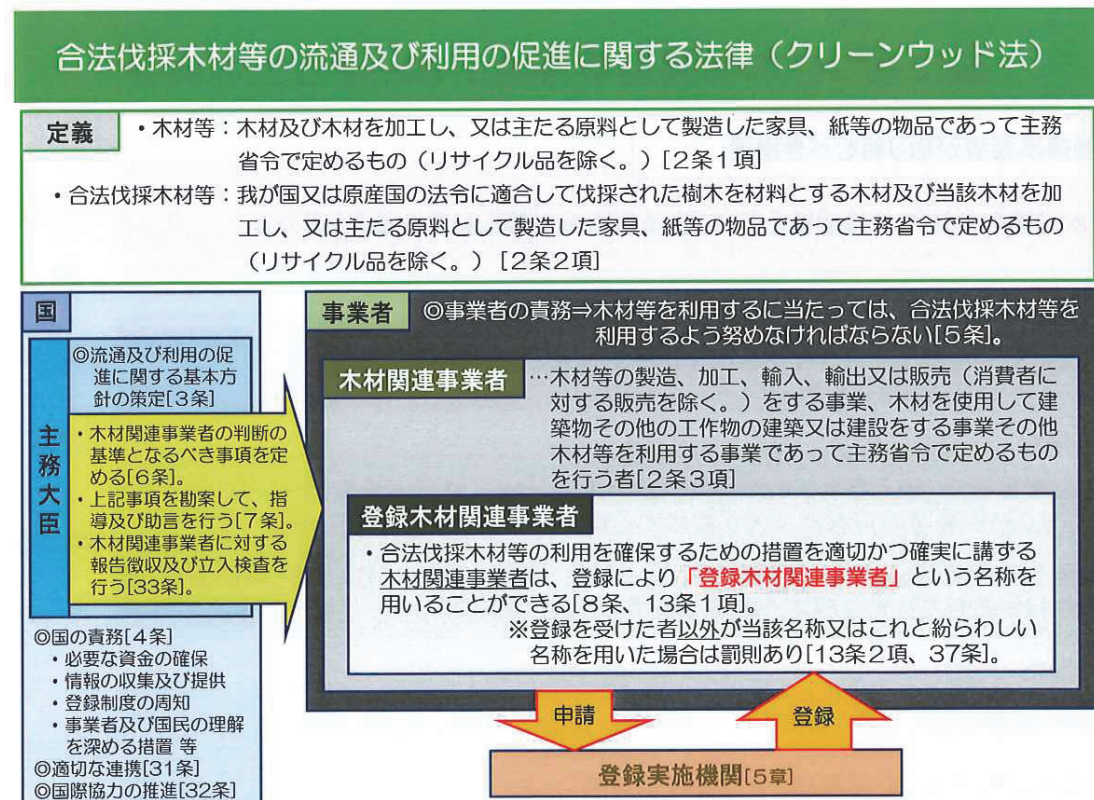 合法伐採木材等の流通及び利用の促進に関する法律（クリーンウッド法）
定義
・木材等：木材及び木材を加工し、又は主たる原料として製造した家具、紙等の物品であって主務
省令で定めるもの（リサイクル品を除く。）[２条１項]
・合法伐採木材等：我が国又は原産国の法令に適合して伐採された樹木を材料とする木材及び当該木材を加
工し、又は主たる原料として製造した家具、紙等の物品であって主務省令で定めるもの
（リサイクル品を除く。）[２条２項]
国
主務大臣
◎流通及び利用の促
進に関する基本方
針の策定[３条]
・木材関連事業者の判断の
基準となるべき事項を定
める[６条]。
・上記事項を勘案して、指
導及び助言を行う[７条]。
・木材関連事業者に対する
報告徴収及び立入検査を
行う[33条]。
◎国の責務[４条]
・必要な資金の確保
・情報の収集及び提供
・登録制度の周知
・事業者及び国民の理解
を深める措置 等
◎適切な連携[31条]
◎国際協力の推進[32条]
事業者
◎事業者の責務⇒木材等を利用するに当たっては、合法伐採木材等を
利用するよう努めなければならない[５条]。
木材関連事業者
…木材等の製造、加工、輸入、輸出又は販売（消費者に
対する販売を除く。）をする事業、木材を使用して建
築物その他の工作物の建築又は建設をする事業その他
木材等を利用する事業であって主務省令で定めるもの
を行う者[２条３項]
登録木材関連事業者
・合法伐採木材等の利用を確保するための措置を適切かつ確実に講ずる
木材関連事業者は、登録により「登録木材関連事業者」という名称を
用いることができる[８条、13条１項]。
※登録を受けた者以外が当該名称又はこれと紛らわしい
名称を用いた場合は罰則あり[13条２項、37条]。
申請
登録
登録実施機関[５章]